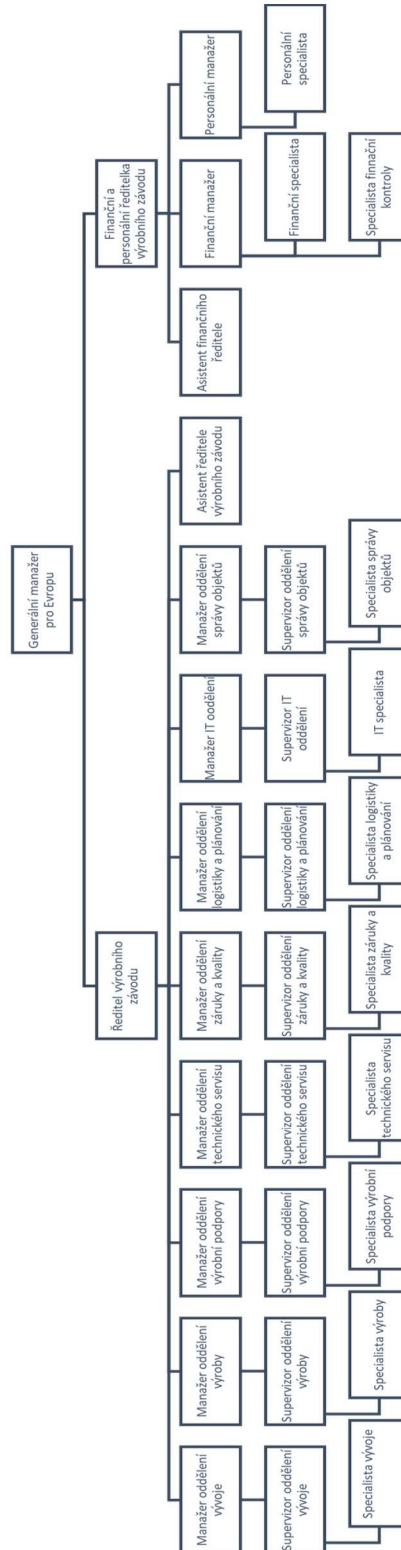 Generální manažer
pro Evropu
Ředitel výrobního
závodu
Finanční a
personální ředitelka
výrobního závodu
Manažer oddělení
vývoje
Manažer oddělení
výroby
Manažer oddělení
výrobní podpory
Manažer oddělení
technického servisu
Manažer oddělení
záruky a kvality
Manažer oddělení
logistiky a plánování
Manažer IT oodělení
Manažer oddělení
správy objektů
Asistent ředitele
výrobního závodu
Asistent finančního
ředitele
Finanční manažer
Personální manažer
Supervizor oddělení
vývoje
Supervizor oddělení
výroby
Supervizor oddělení
výrobní podpory
Supervizor oddělení
technického servisu
Supervizor oddělení
záruky a kvality
Supervizor oddělení
logistiky a plánování
Supervizor IT
oddělení
Supervizor oddělení
správy objektů
Finanční specialista
Personální
specialista
Specialista vývoje
Specialista výroby
Specialista výrobní
podpory
Specialista
technického servisu
Specialista záruky a
kvality
Specialista logistiky
a plánování
IT specialista
Specialista správy
objektů
Specialista finnační
kontroly